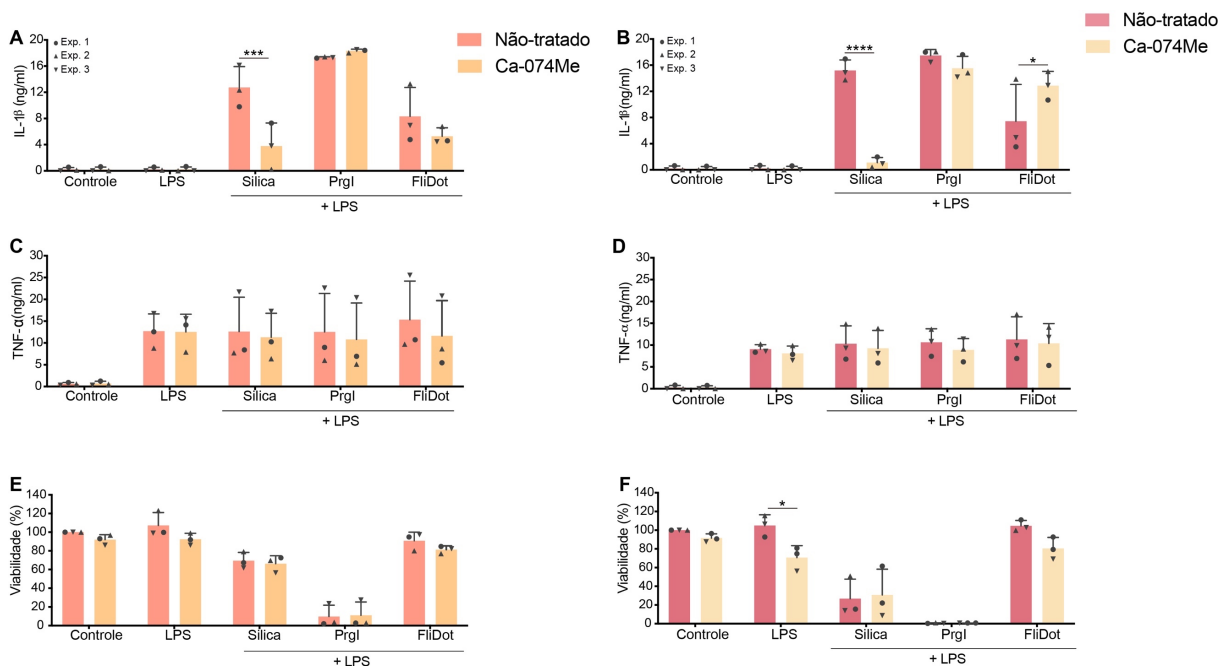 A
● Exp. 1
▲ Exp. 2
▼ Exp. 3
***
Não-tratado
Ca-074Me
IL-1β (ng/ml)
20
16
12
8
4
0
Controle LPS Silica PrgI FliDot
+ LPS
B
● Exp. 1
▲ Exp. 2
▼ Exp. 3
****
*
Não-tratado
Ca-074Me
IL-1β (ng/ml)
20
16
12
8
4
0
Controle LPS Silica PrgI FliDot
+ LPS
C
TNF-α(ng/ml)
30
25
20
15
10
5
0
Controle LPS Silica PrgI FliDot
+ LPS
D
TNF-α(ng/ml)
30
25
20
15
10
5
0
Controle LPS Silica PrgI FliDot
+ LPS
E
Viabilidade (%)
140
120
100
80
60
40
20
0
Controle LPS Silica PrgI FliDot
+ LPS
F
*
Viabilidade (%)
140
120
100
80
60
40
20
0
Controle LPS Silica PrgI FliDot
+ LPS